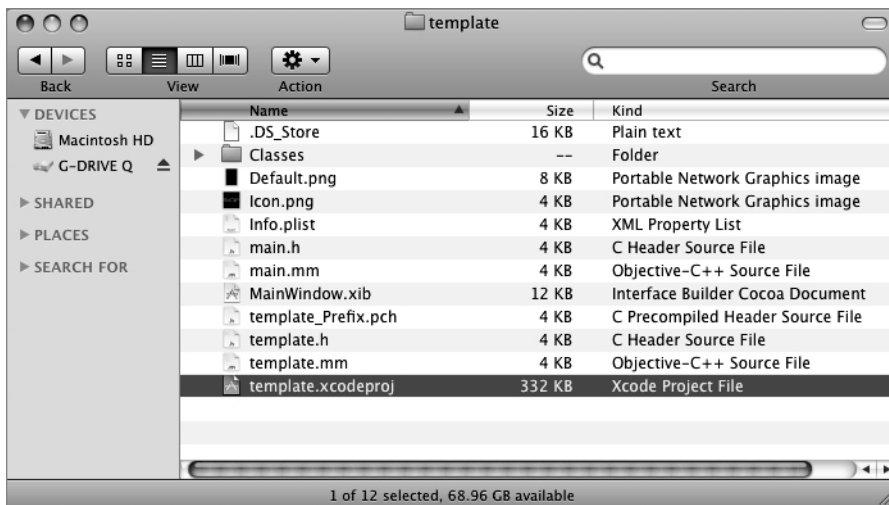 template
Back View Action Search
Name Size Kind
▼ DEVICES
Macintosh HD
G-DRIVE Q
▶ SHARED
▶ PLACES
▶ SEARCH FOR
.DS_Store 16 KB Plain text
Classes -- Folder
Default.png 8 KB Portable Network Graphics image
Icon.png 4 KB Portable Network Graphics image
Info.plist 4 KB XML Property List
main.h 4 KB C Header Source File
main.mm 4 KB Objective-C++ Source File
MainWindow.xib 12 KB Interface Builder Cocoa Document
template_Prefix.pch 4 KB C Precompiled Header Source File
template.h 4 KB C Header Source File
template.mm 4 KB Objective-C++ Source File
template.xcodeproj 332 KB Xcode Project File
1 of 12 selected, 68.96 GB available